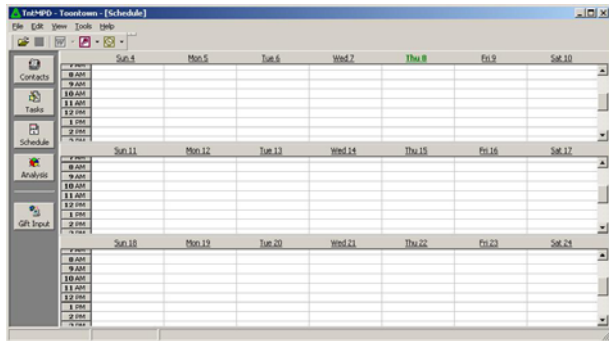 TntMPD - Toontown - [Schedule]
File Edit View Tools Help
Contacts
Tasks
Schedule
Analysis
Gift Input
Sun 4 Mon 5 Tue 6 Wed 7 Thu 8 Fri 9 Sat 10
8 AM
9 AM
10 AM
11 AM
12 PM
1 PM
2 PM
Sun 11 Mon 12 Tue 13 Wed 14 Thu 15 Fri 16 Sat 17
8 AM
9 AM
10 AM
11 AM
12 PM
1 PM
2 PM
Sun 18 Mon 19 Tue 20 Wed 21 Thu 22 Fri 23 Sat 24
8 AM
9 AM
10 AM
11 AM
12 PM
1 PM
2 PM